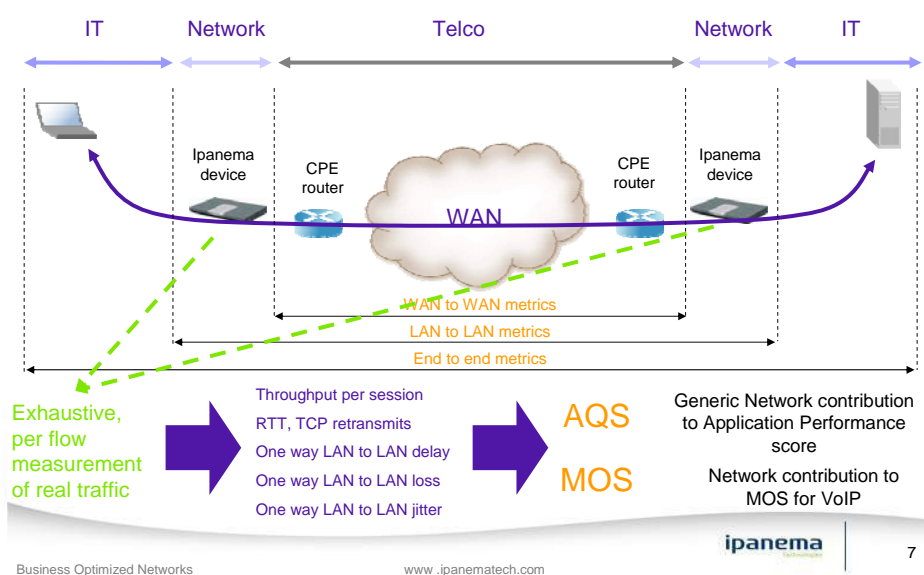 IT Network Telco Network IT
Ipanema
device
CPE
router
CPE
router
Ipanema
device
WAN
WAN to WAN metrics
LAN to LAN metrics
End to end metrics
Exhaustive,
per flow
measurement
of real traffic
Throughput per session
RTT, TCP retransmits
One way LAN to LAN delay
One way LAN to LAN loss
One way LAN to LAN jitter
AQS
MOS
Generic Network contribution
to Application Performance
score
Network contribution to
MOS for VoIP
ipanema
Technologies
7
Business Optimized Networks
www .ipanematech.com